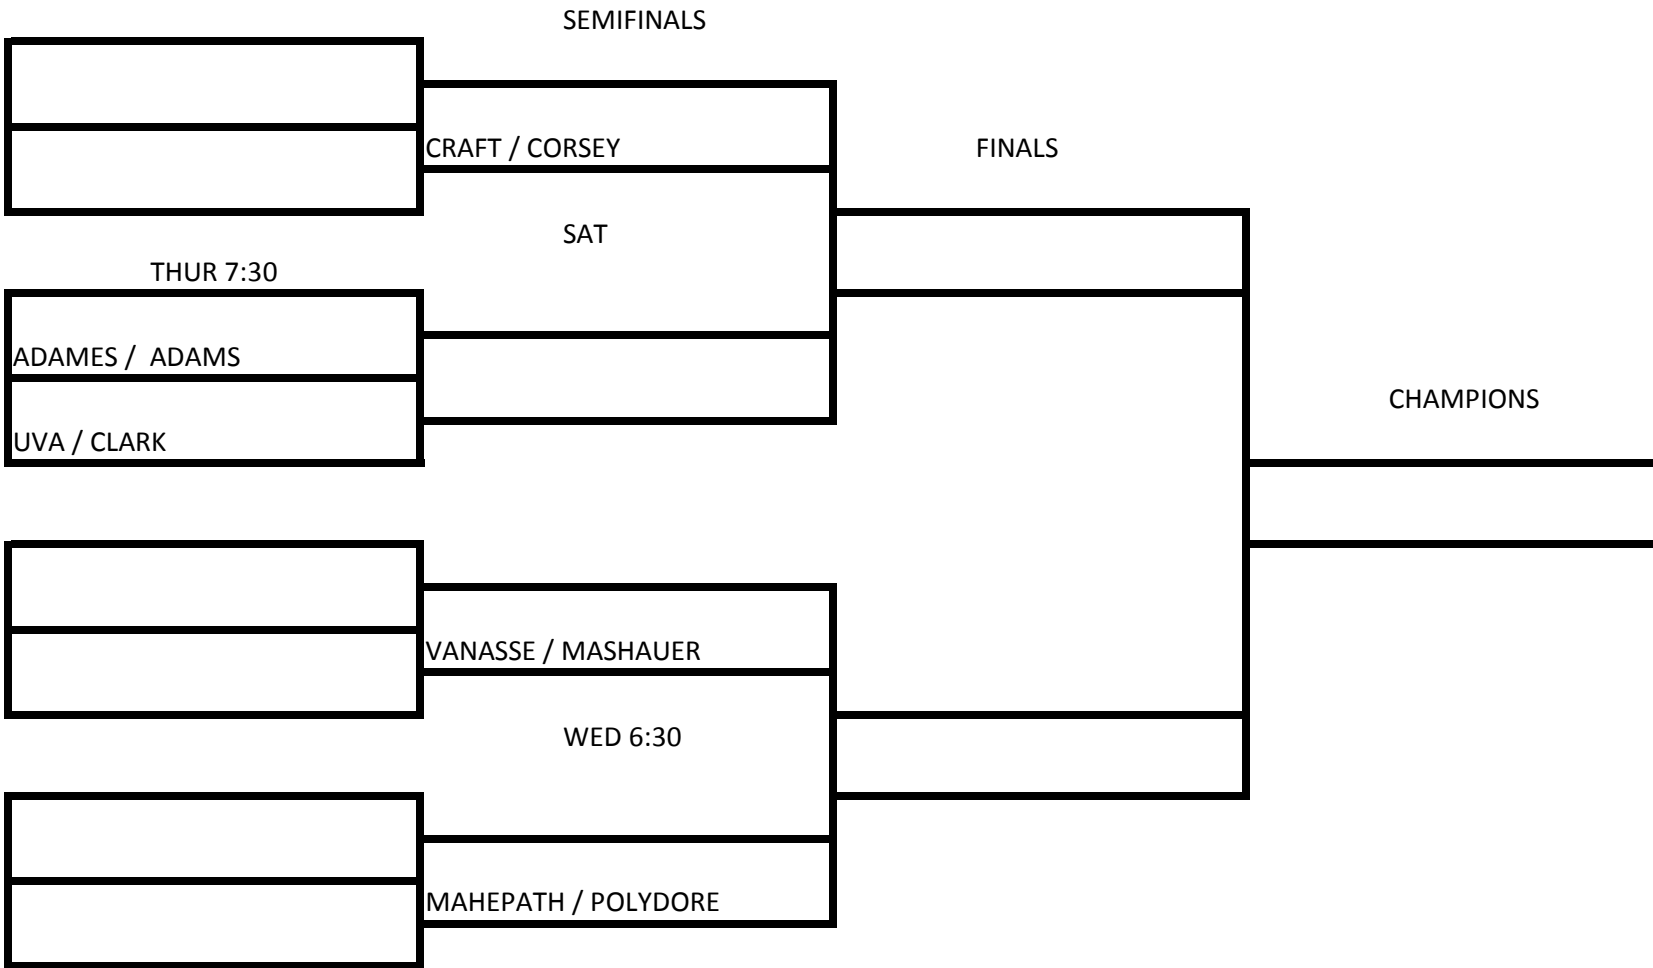 SEMIFINALS
CRAFT / CORSEY
FINALS
SAT
THUR 7:30
ADAMES /  ADAMS
CHAMPIONS
UVA / CLARK
VANASSE / MASHAUER
WED 6:30
MAHEPATH / POLYDORE